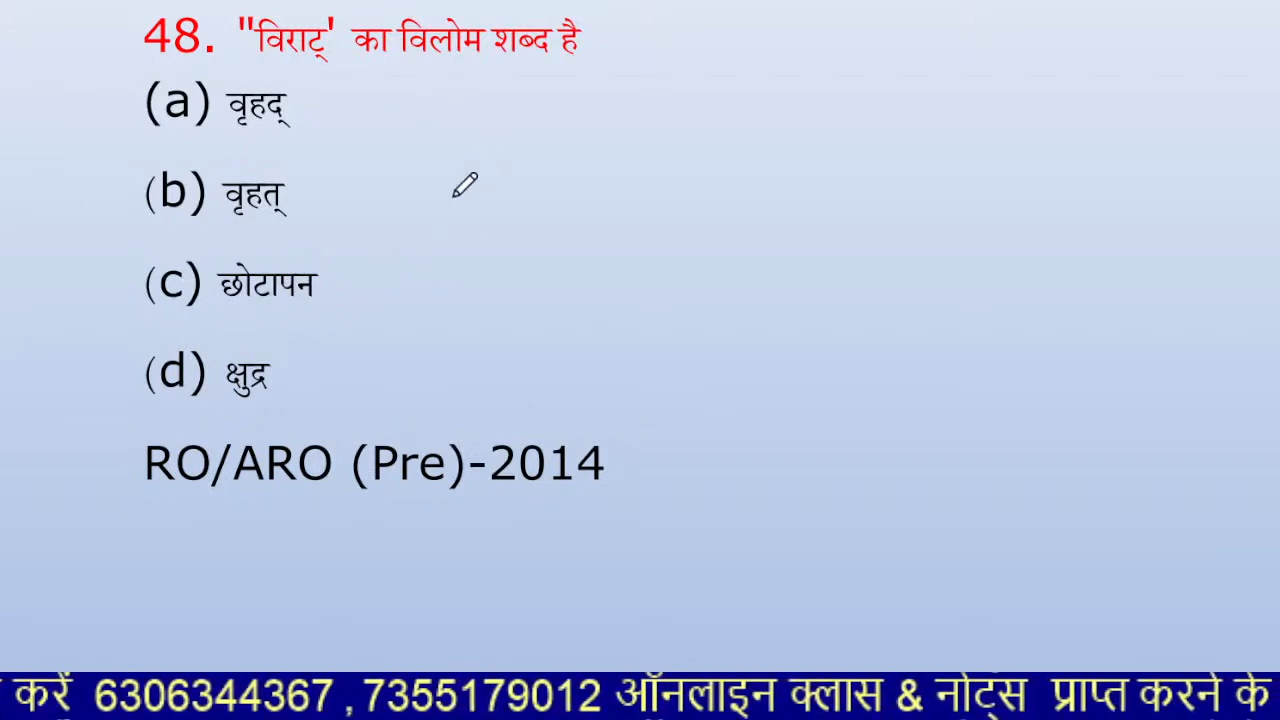 48. "विराट्' का विलोम शब्द है
(a) वृहद्
(b) वृहत्
(c) छोटापन
(d) क्षुद्र
RO/ARO (Pre)-2014
करें 6306344367 ,7355179012 ऑनलाइन क्लास & नोट्स प्राप्त करने के